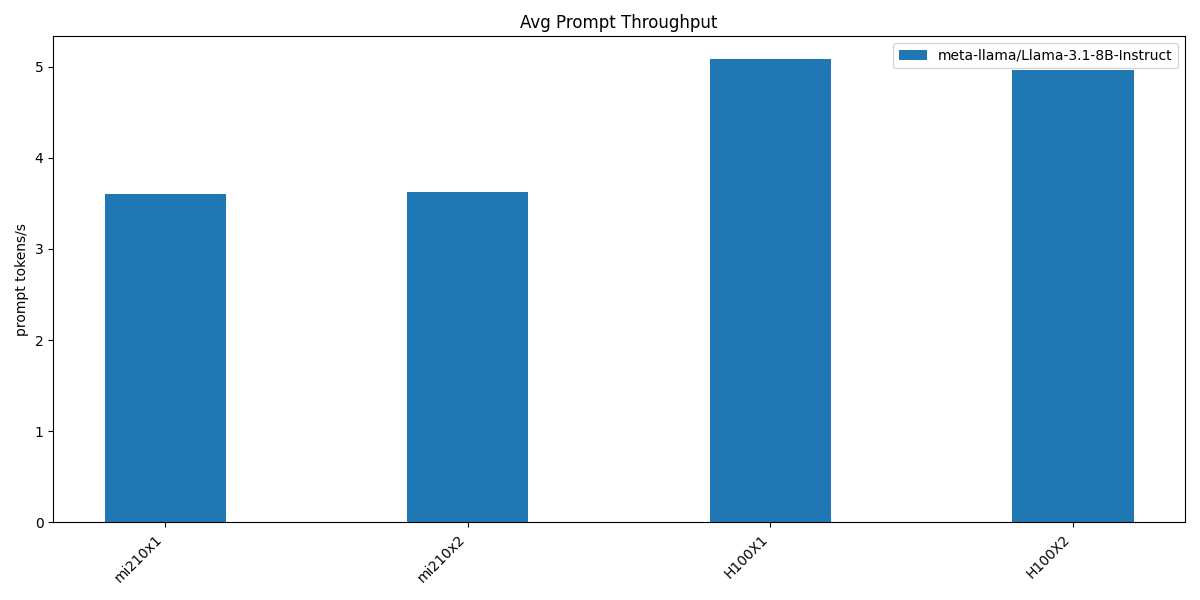 Avg Prompt Throughput
meta-llama/Llama-3.1-8B-Instruct
prompt tokens/s
5
4
3
2
1
0
mi210x1
mi210x2
H100X1
H100X2